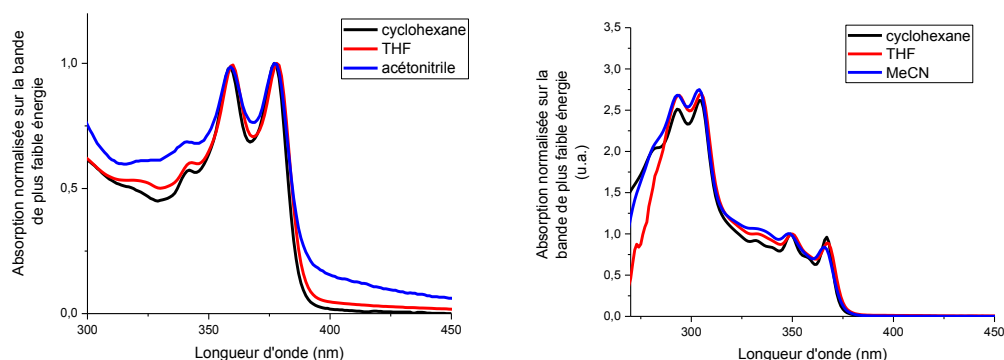 Absorption normalisée sur la bande
de plus faible énergie
1,0
0,5
0,0
300
350
400
450
Longueur d'onde (nm)
cyclohexane
THF
acétonitrile
Absorption normalisée sur la
bande de plus faible énergie
(u.a.)
3,5
3,0
2,5
2,0
1,5
1,0
0,5
0,0
300
350
400
450
Longueur d'onde (nm)
cyclohexane
THF
MeCN